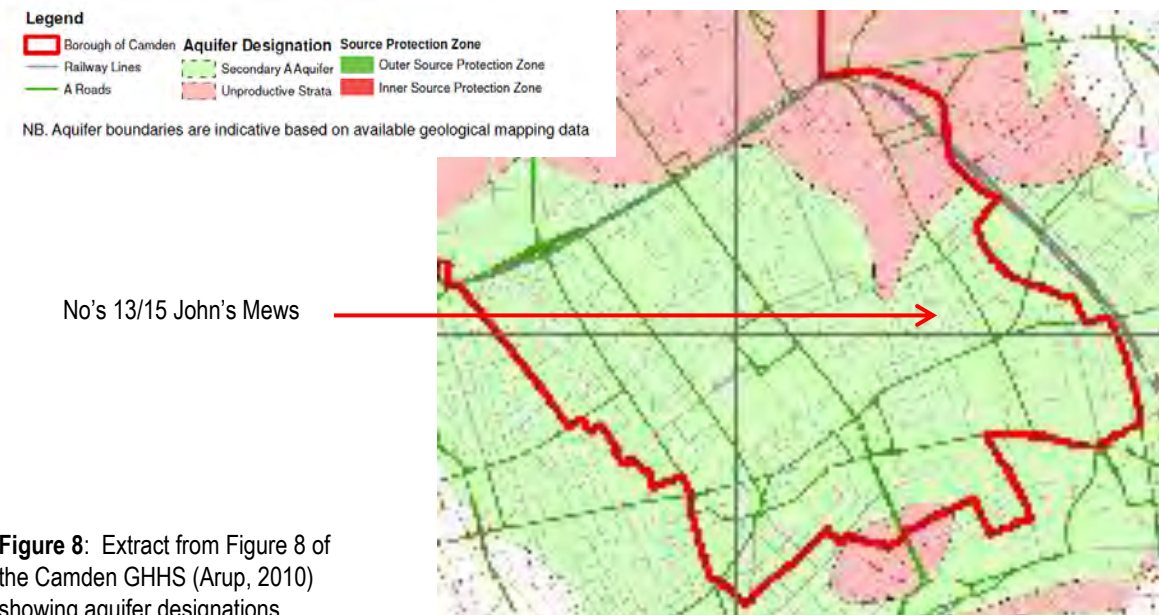 Legend
Borough of Camden
Railway Lines
A Roads
Aquifer Designation
Secondary A Aquifer
Unproductive Strata
Source Protection Zone
Outer Source Protection Zone
Inner Source Protection Zone
NB. Aquifer boundaries are indicative based on available geological mapping data
No's 13/15 John's Mews
Figure 8: Extract from Figure 8 of
the Camden GHHS (Arup, 2010)
showing aquifer designations